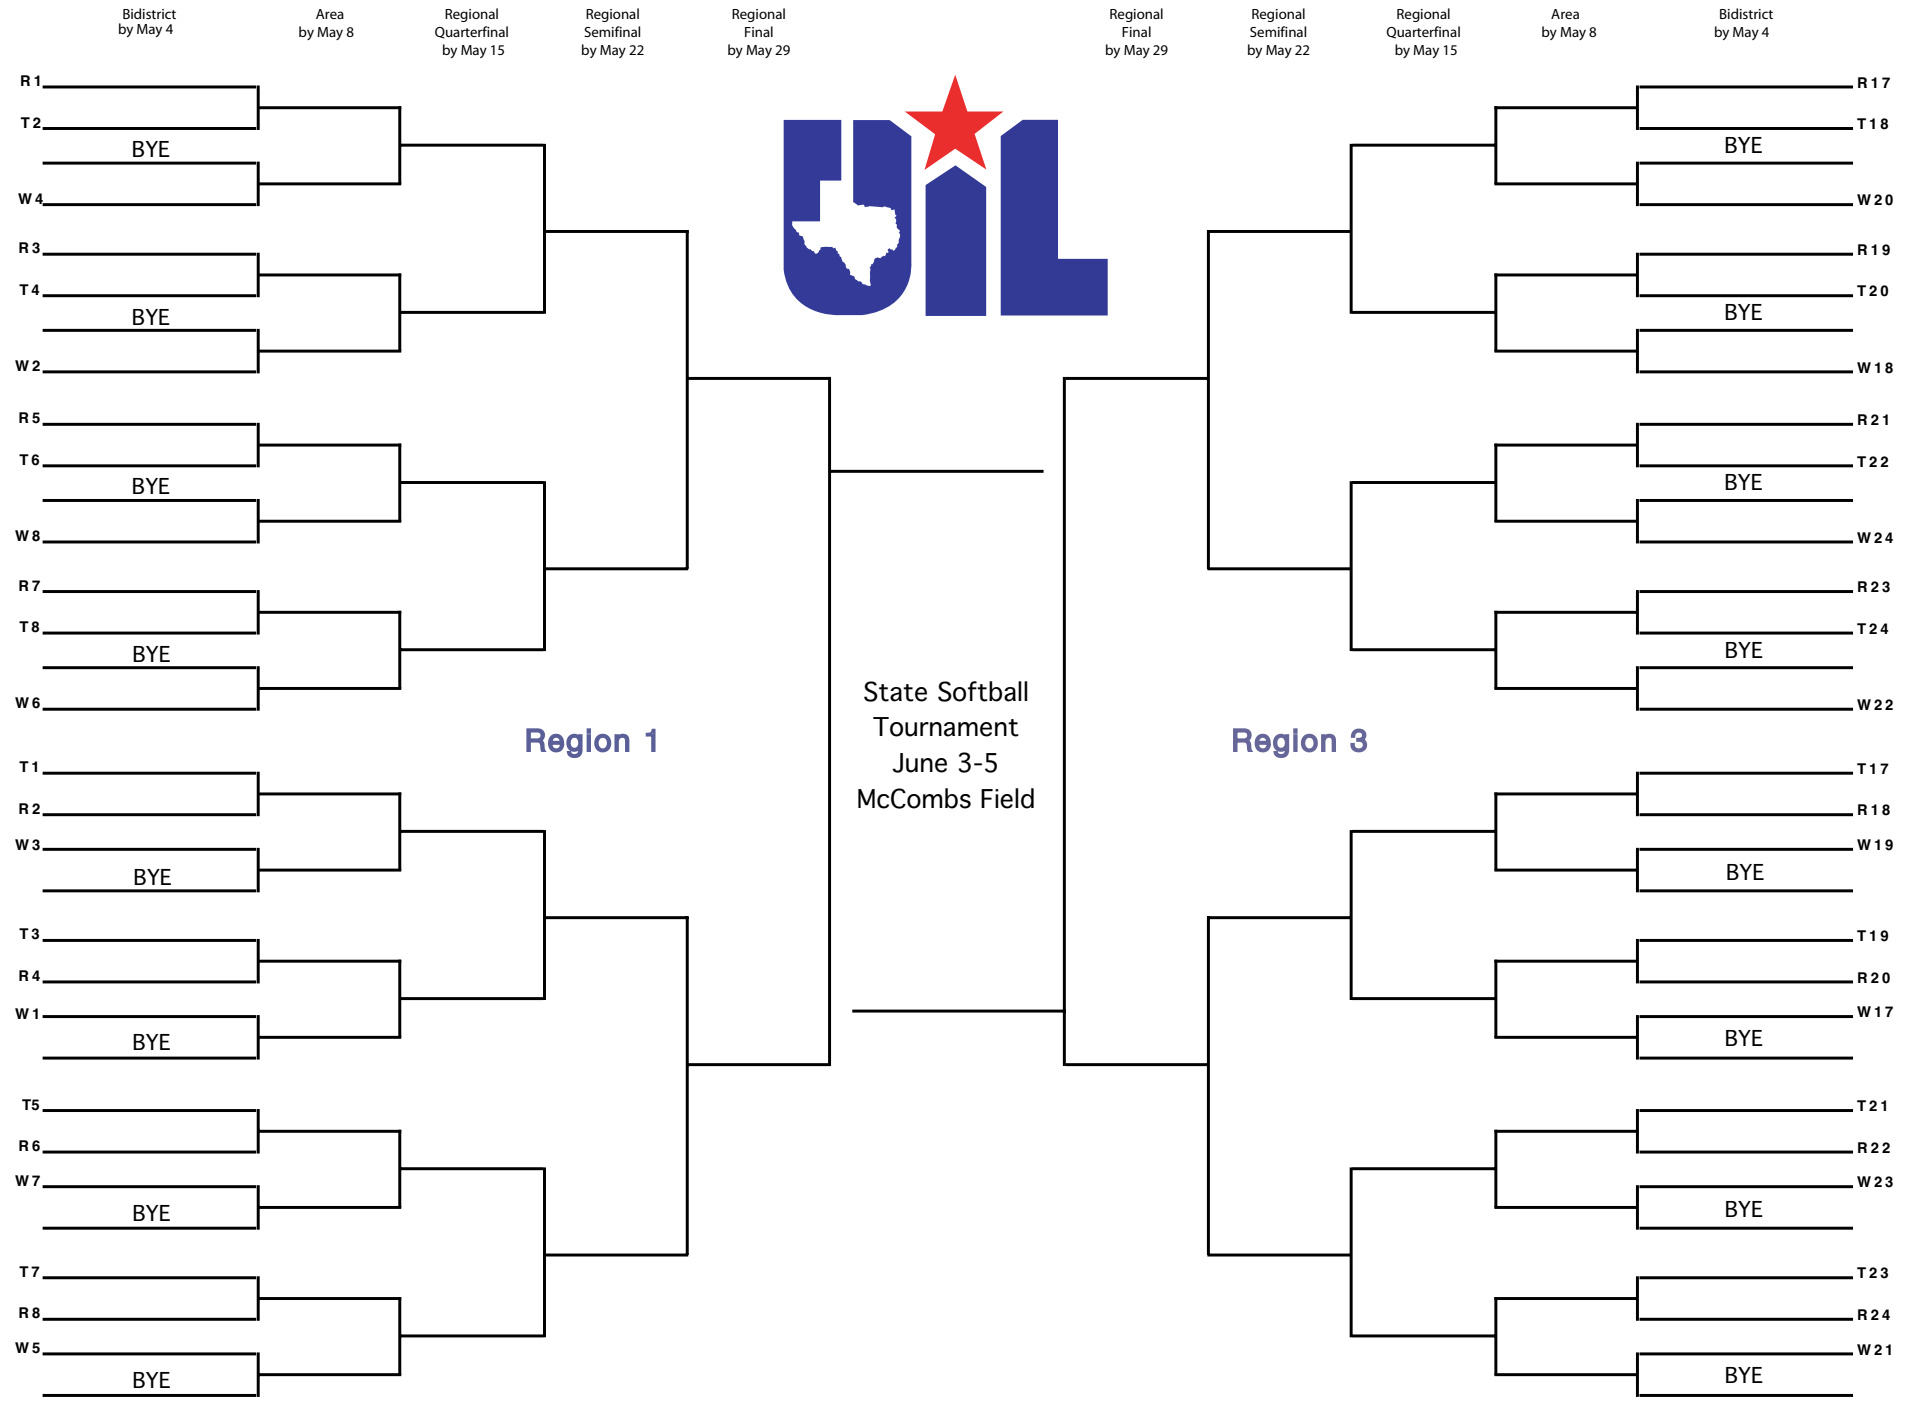 Bidistrict
by May 4
Area
by May 8
Regional
Quarterfinal
by May 15
Regional
Semifinal
by May 22
Regional
Final
by May 29
Regional
Final
by May 29
Regional
Semifinal
by May 22
Regional
Quarterfinal
by May 15
Area
by May 8
Bidistrict
by May 4
UIL
R1
T2
BYE
W4
R3
T4
BYE
W2
R5
T6
BYE
W8
R7
T8
BYE
W6
Region 1
T1
R2
W3
BYE
T3
R4
W1
BYE
T5
R6
W7
BYE
T7
R8
W5
BYE
State Softball
Tournament
June 3-5
McCombs Field
R17
T18
BYE
W20
R19
T20
BYE
W18
R21
T22
BYE
W24
R23
T24
BYE
W22
Region 3
T17
R18
W19
BYE
T19
R20
W17
BYE
T21
R22
W23
BYE
T23
R24
W21
BYE